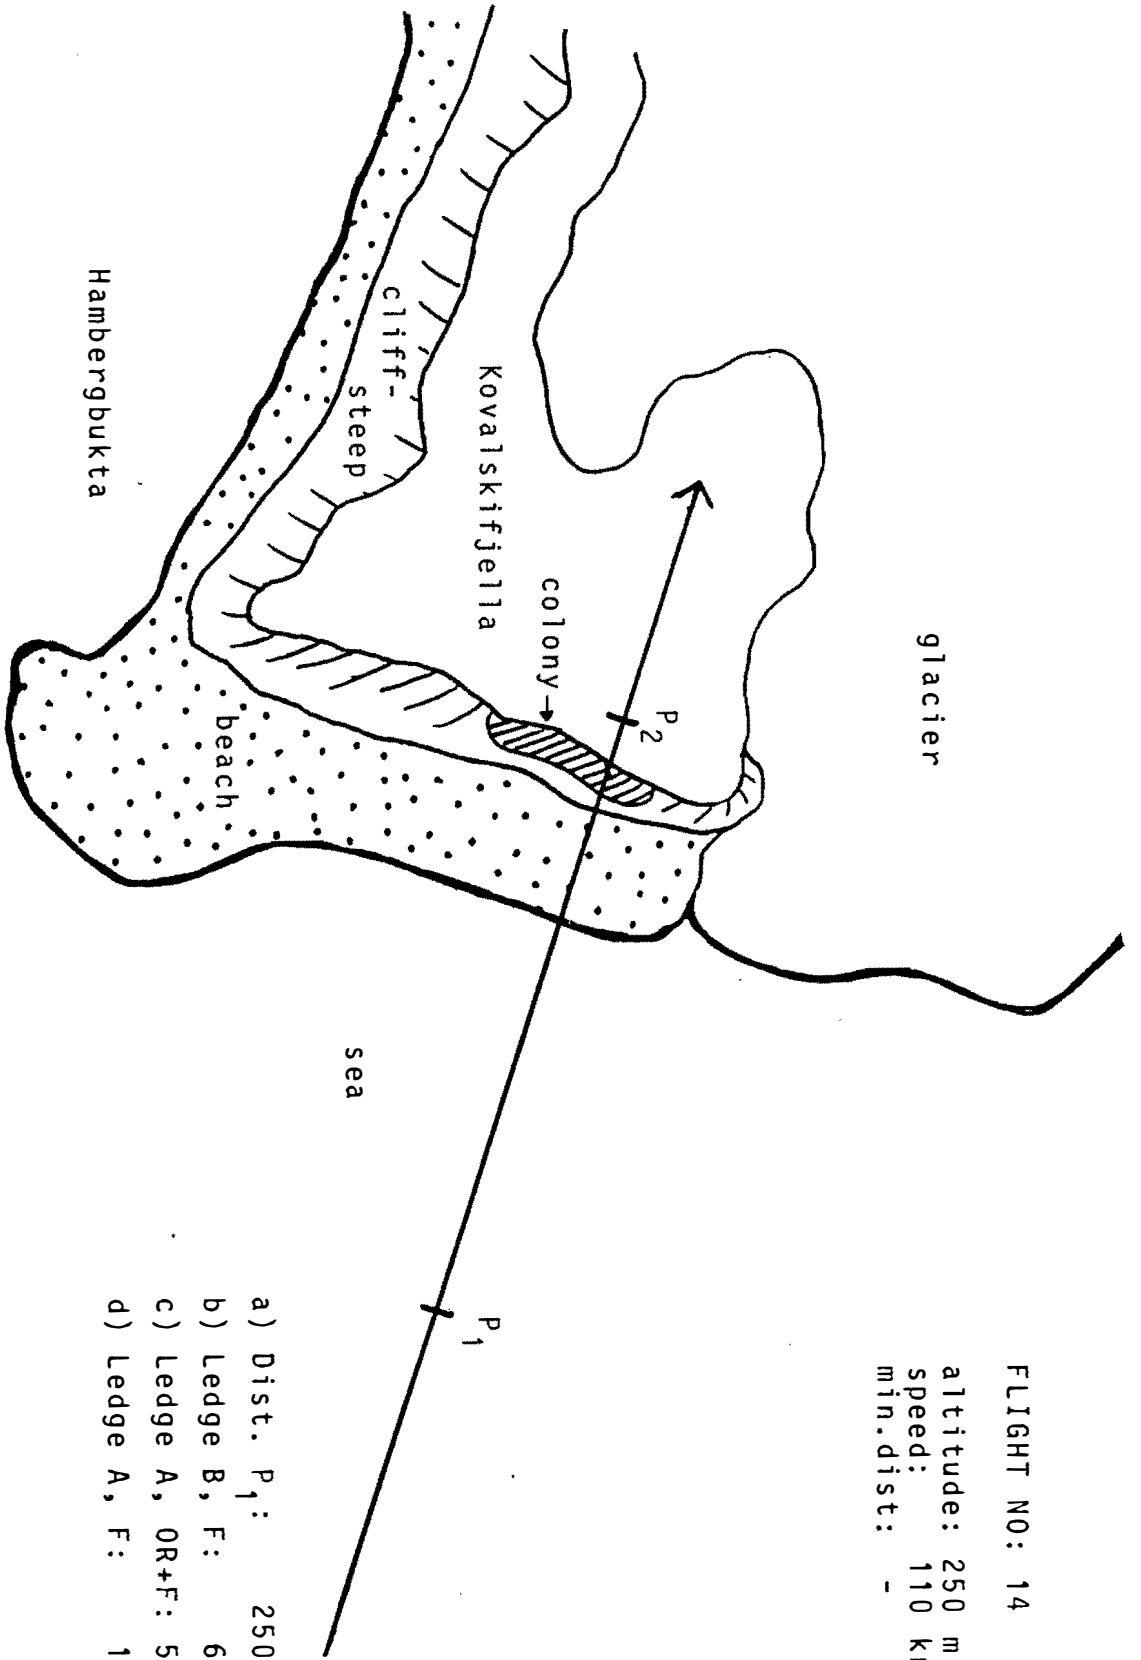 FLIGHT NO: 14
altitude: 250 m
speed: 110
min.dist: -
glacier
P2
colony
Kovalskifjella
cliff-
steep
beach
Hambergbukta
sea
P1
a) Dist. P1: 250
b) Ledge B, F: 6
c) Ledge A, OR+F: 5
d) Ledge A, F: 1